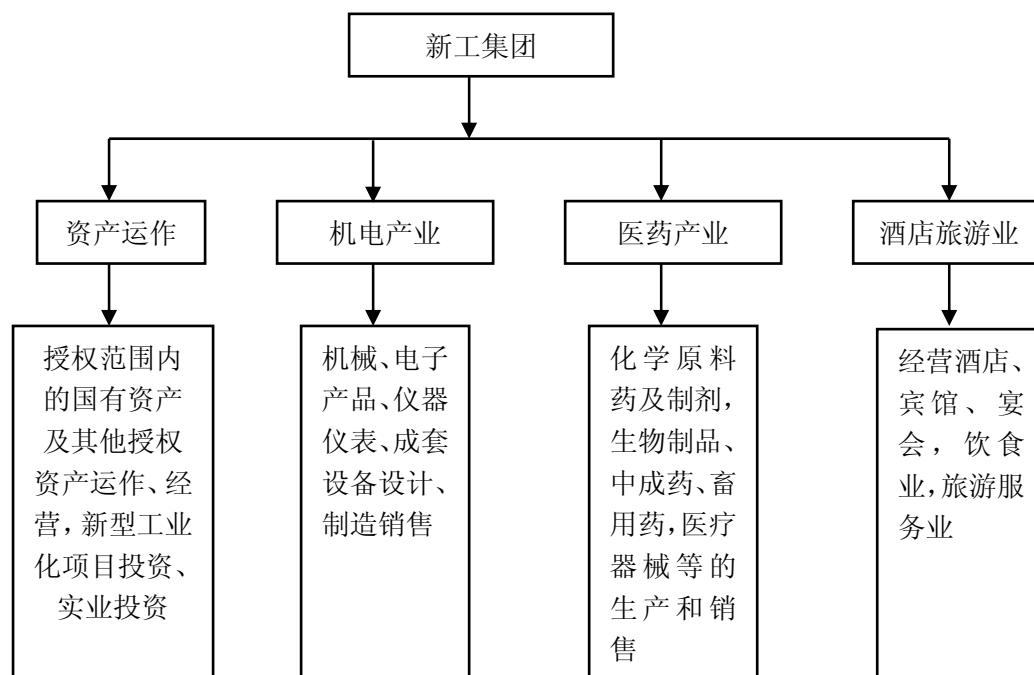 新工集团
资产运作
机电产业
医药产业
酒店旅游业
授权范围内
的国有资产
及其他授权
资产运作、经
营，新型工业
化项目投资、
实业投资
机械、电子
产品、仪器
仪表、成套
设备设计、
制造销售
化学原料
药及制剂，
生物制品、
中成药、畜
用药，医疗
器械等的
生产和销
售
经营酒店、
宾馆、宴
会，饮食
业，旅游服
务业